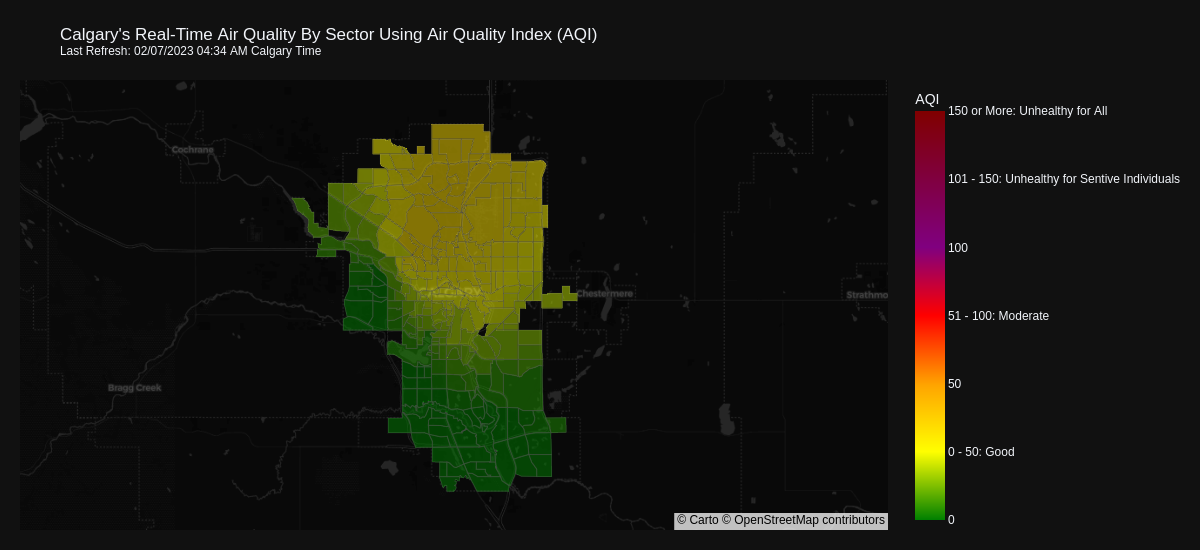 Calgary's Real-Time Air Quality By Sector Using Air Quality Index (AQI)
Last Refresh: 02/07/2023 04:34 AM Calgary Time
AQI
150 or More: Unhealthy for All
Cochrane
101 - 150: Unhealthy for Sentive Individuals
100
Chestermere
Strathmo
51 - 100: Moderate
50
Bragg Creek
0 - 50: Good
0
© Carto © OpenStreetMap contributors